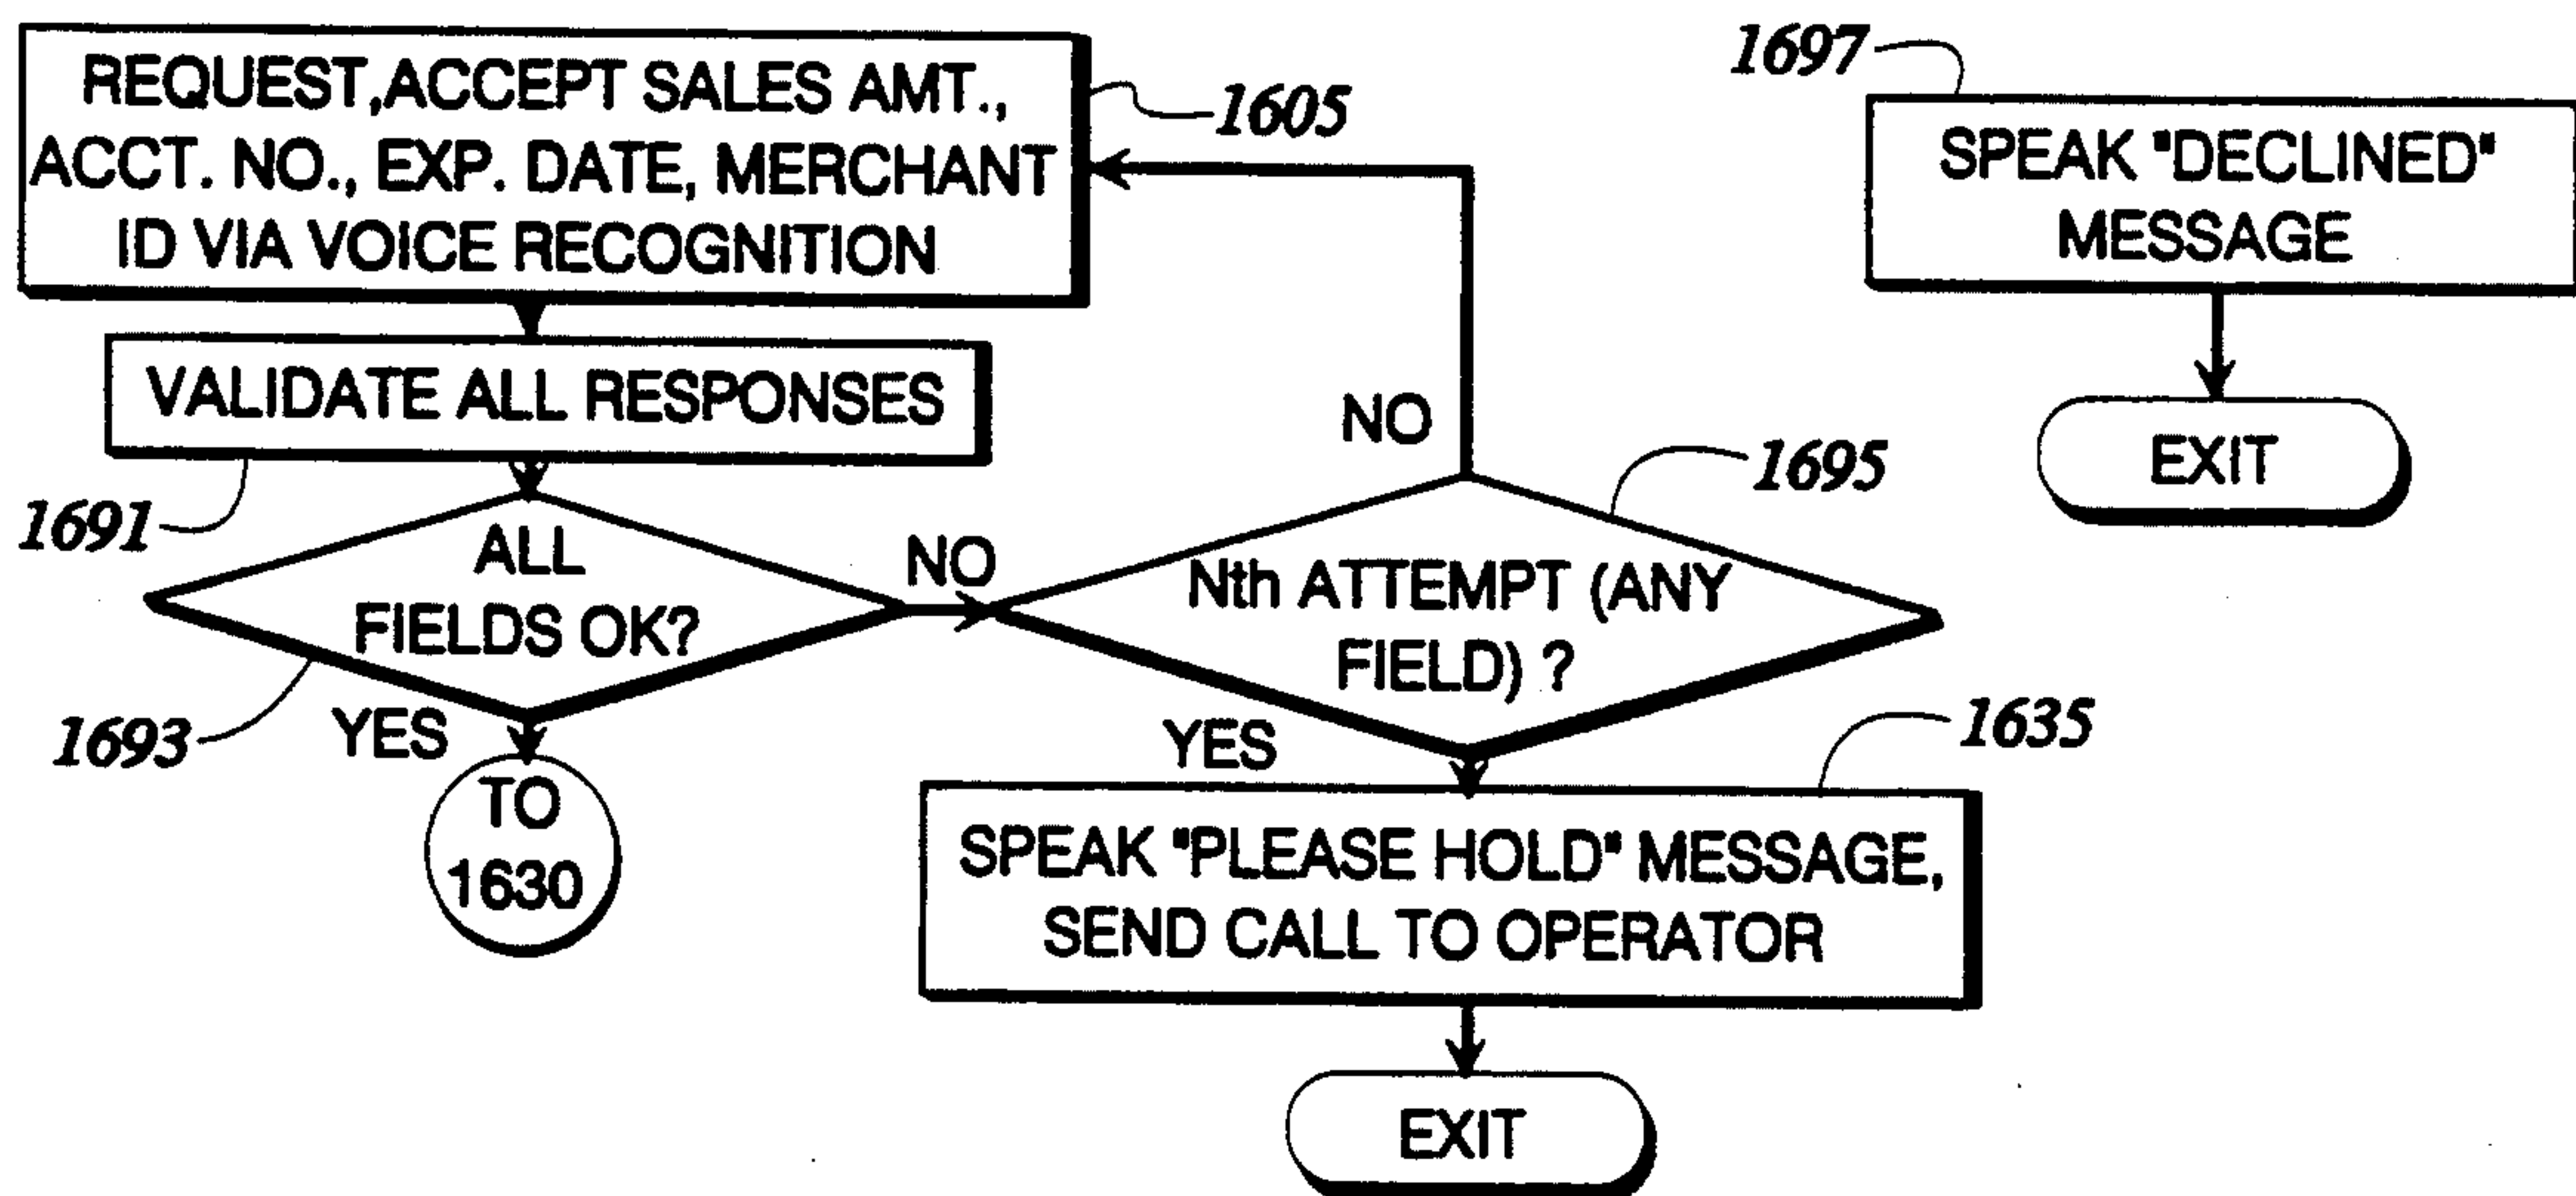 REQUEST,ACCEPT SALES AMT.,
ACCT. NO., EXP. DATE, MERCHANT
ID VIA VOICE RECOGNITION
1605
1697
SPEAK "DECLINED"
MESSAGE
EXIT
VALIDATE ALL RESPONSES
1691
ALL
FIELDS OK?
1693
NO
YES
TO
1630
NO
1695
Nth ATTEMPT (ANY
FIELD) ?
YES
1635
SPEAK "PLEASE HOLD" MESSAGE,
SEND CALL TO OPERATOR
EXIT